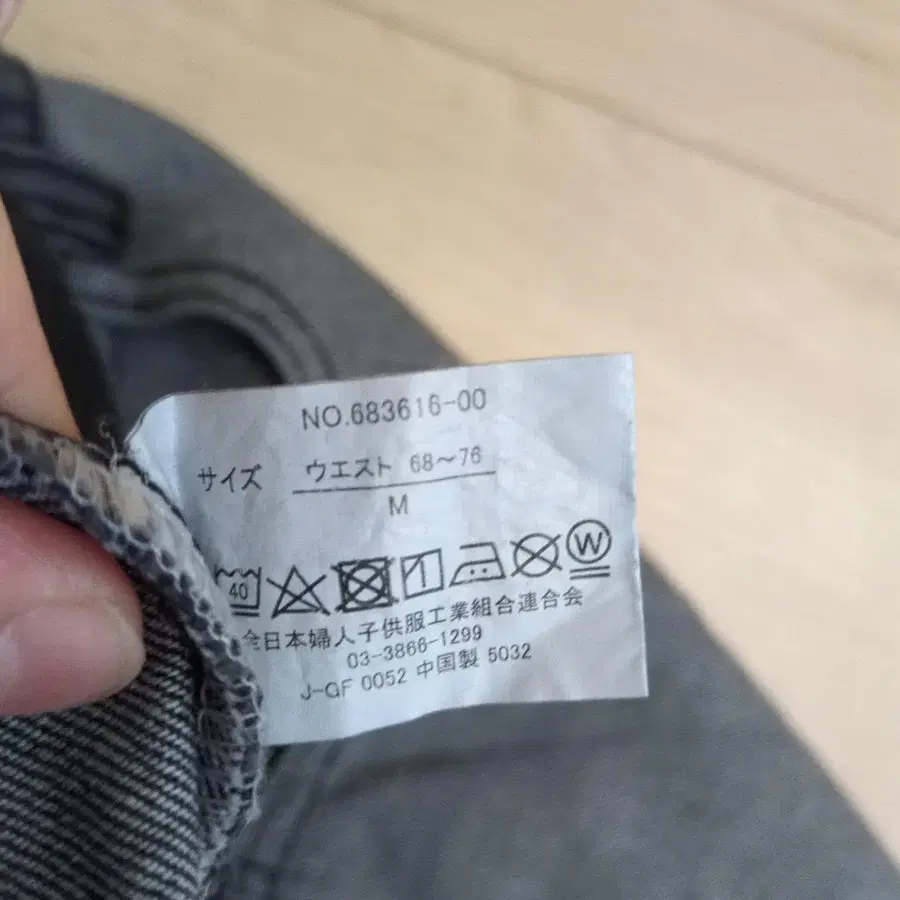 NO.683616-00
サイズ ウエスト 68～76
M
40 W
全日本婦人子供服工業組合連合会
03-3866-1299
J-GF 0052 中国製 5032